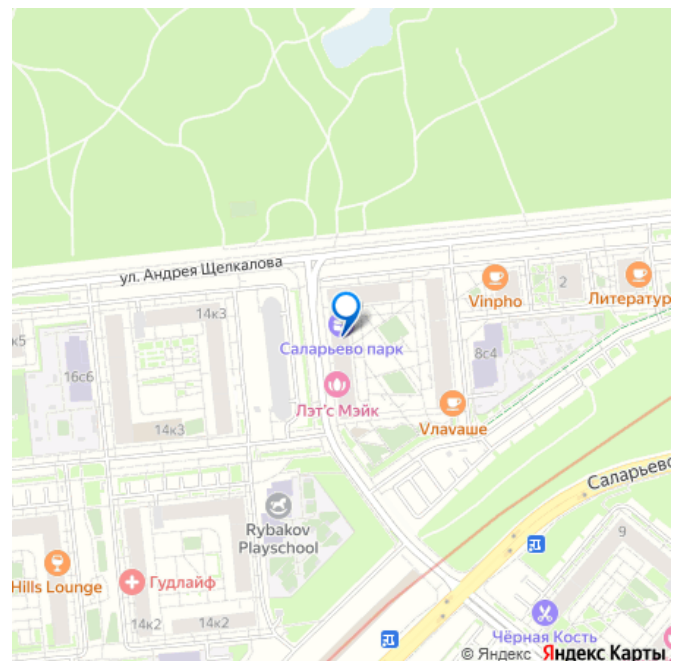 ул. Андрея Щелкалова
14к3
Vinpho
2
Литератур
к5
Саларьево парк
16с6
8с4
Лэт'с Мэйк
14к3
Vлаvаше
Саларьево
Rybakov
Playschool
9
Hills Lounge
Гудлайф
14к2
14к2
Чёрная Кость
© Яндекс Яндекс Карты